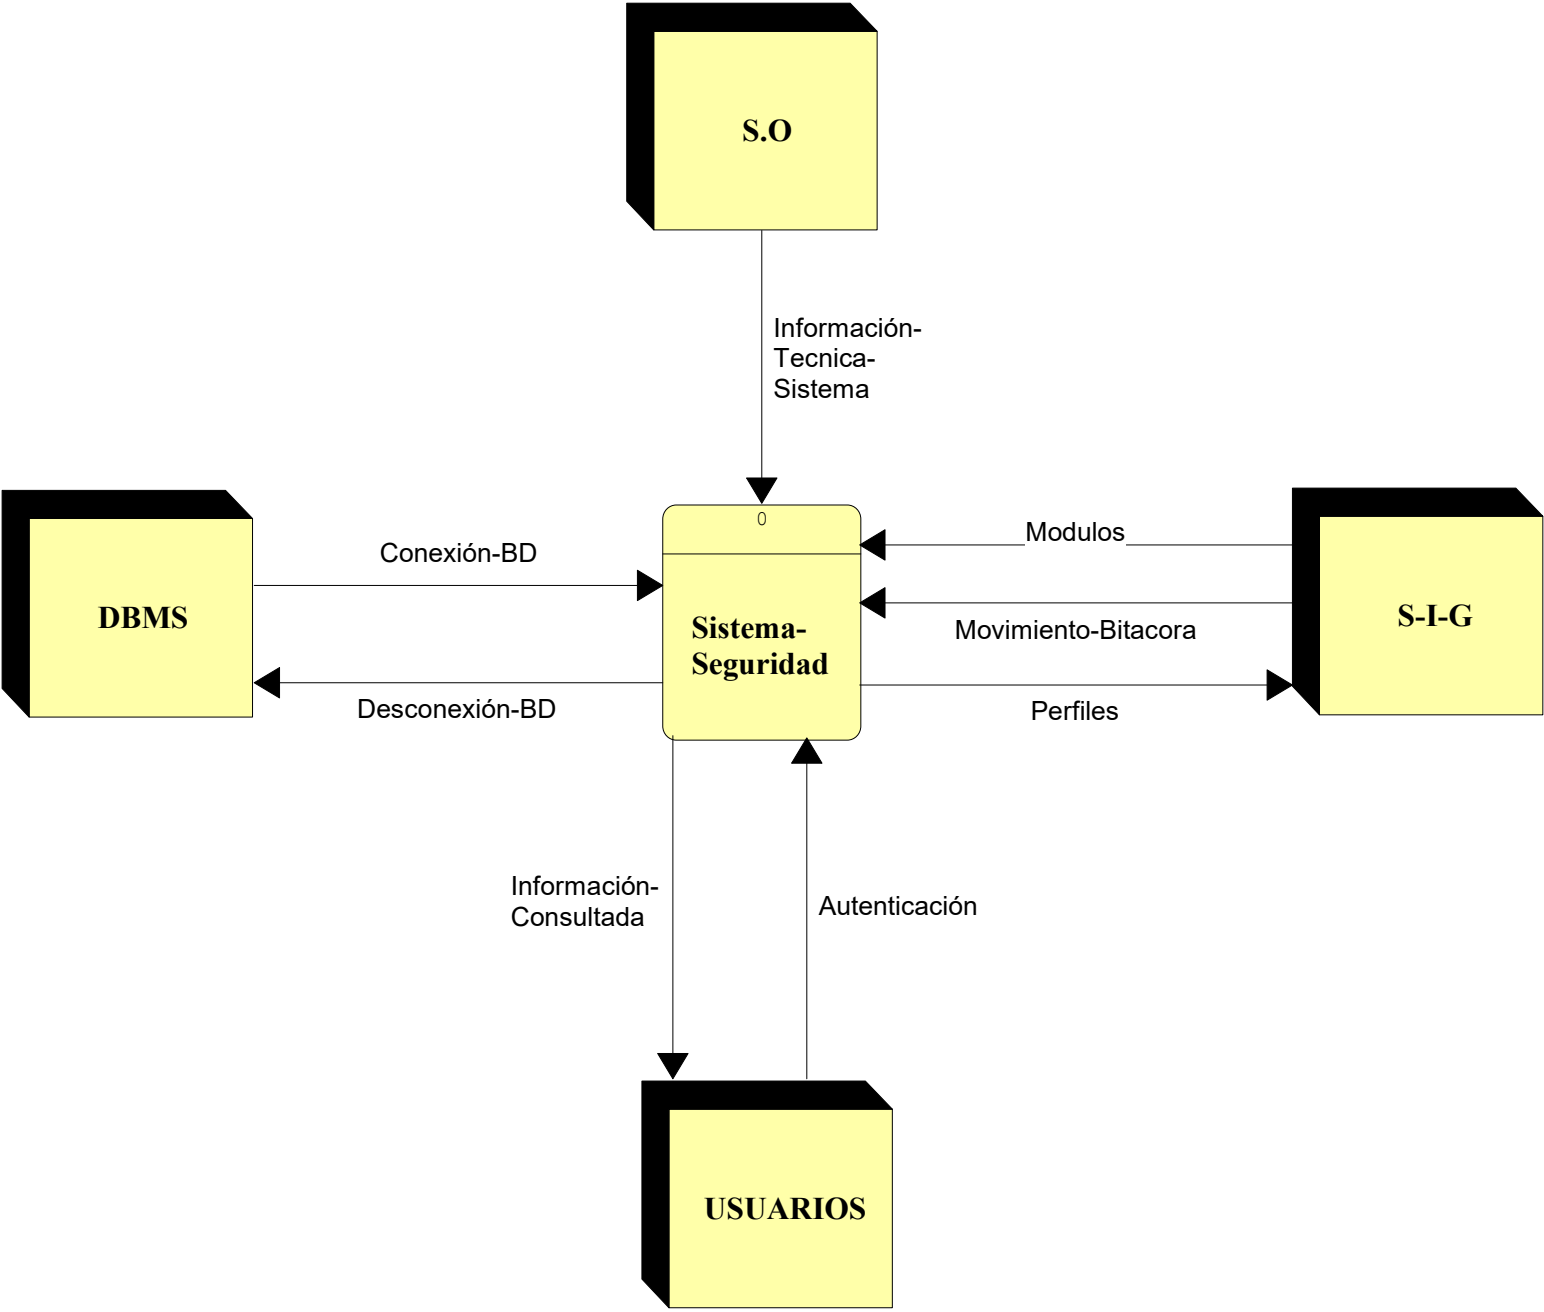 S.O
Información-
Tecnica-
Sistema
0
Modulos
Conexión-BD
DBMS
Sistema-
Seguridad
Movimiento-Bitacora
S-I-G
Desconexión-BD
Perfiles
Información-
Consultada
Autenticación
USUARIOS